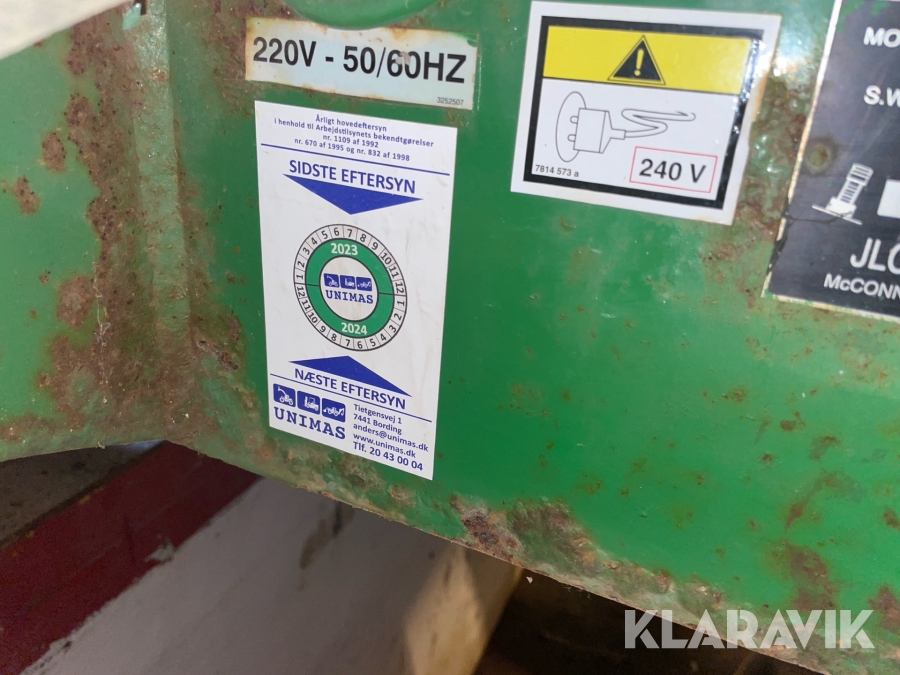 220V - 50/60HZ
3252507
Årligt hovedeftersyn
i henhold til Arbejdstilsynets bekendtgørelser
nr. 1109 af 1992
nr. 670 af 1995 og nr. 832 af 1998
SIDSTE EFTERSYN
1 2 3 4 5 6 7 8 9 10 11 12
2023
UNIMAS
2024
1 2 3 4 5 6 7 8 9 10 11 12
NÆSTE EFTERSYN
UNIMAS
Tietgensvej 1
7441 Bording
anders@unimas.dk
www.unimas.dk
Tlf. 20 43 00 04
240 V
7814 573 a
MO
S.W
JLG
McCONN
KLARAVIK